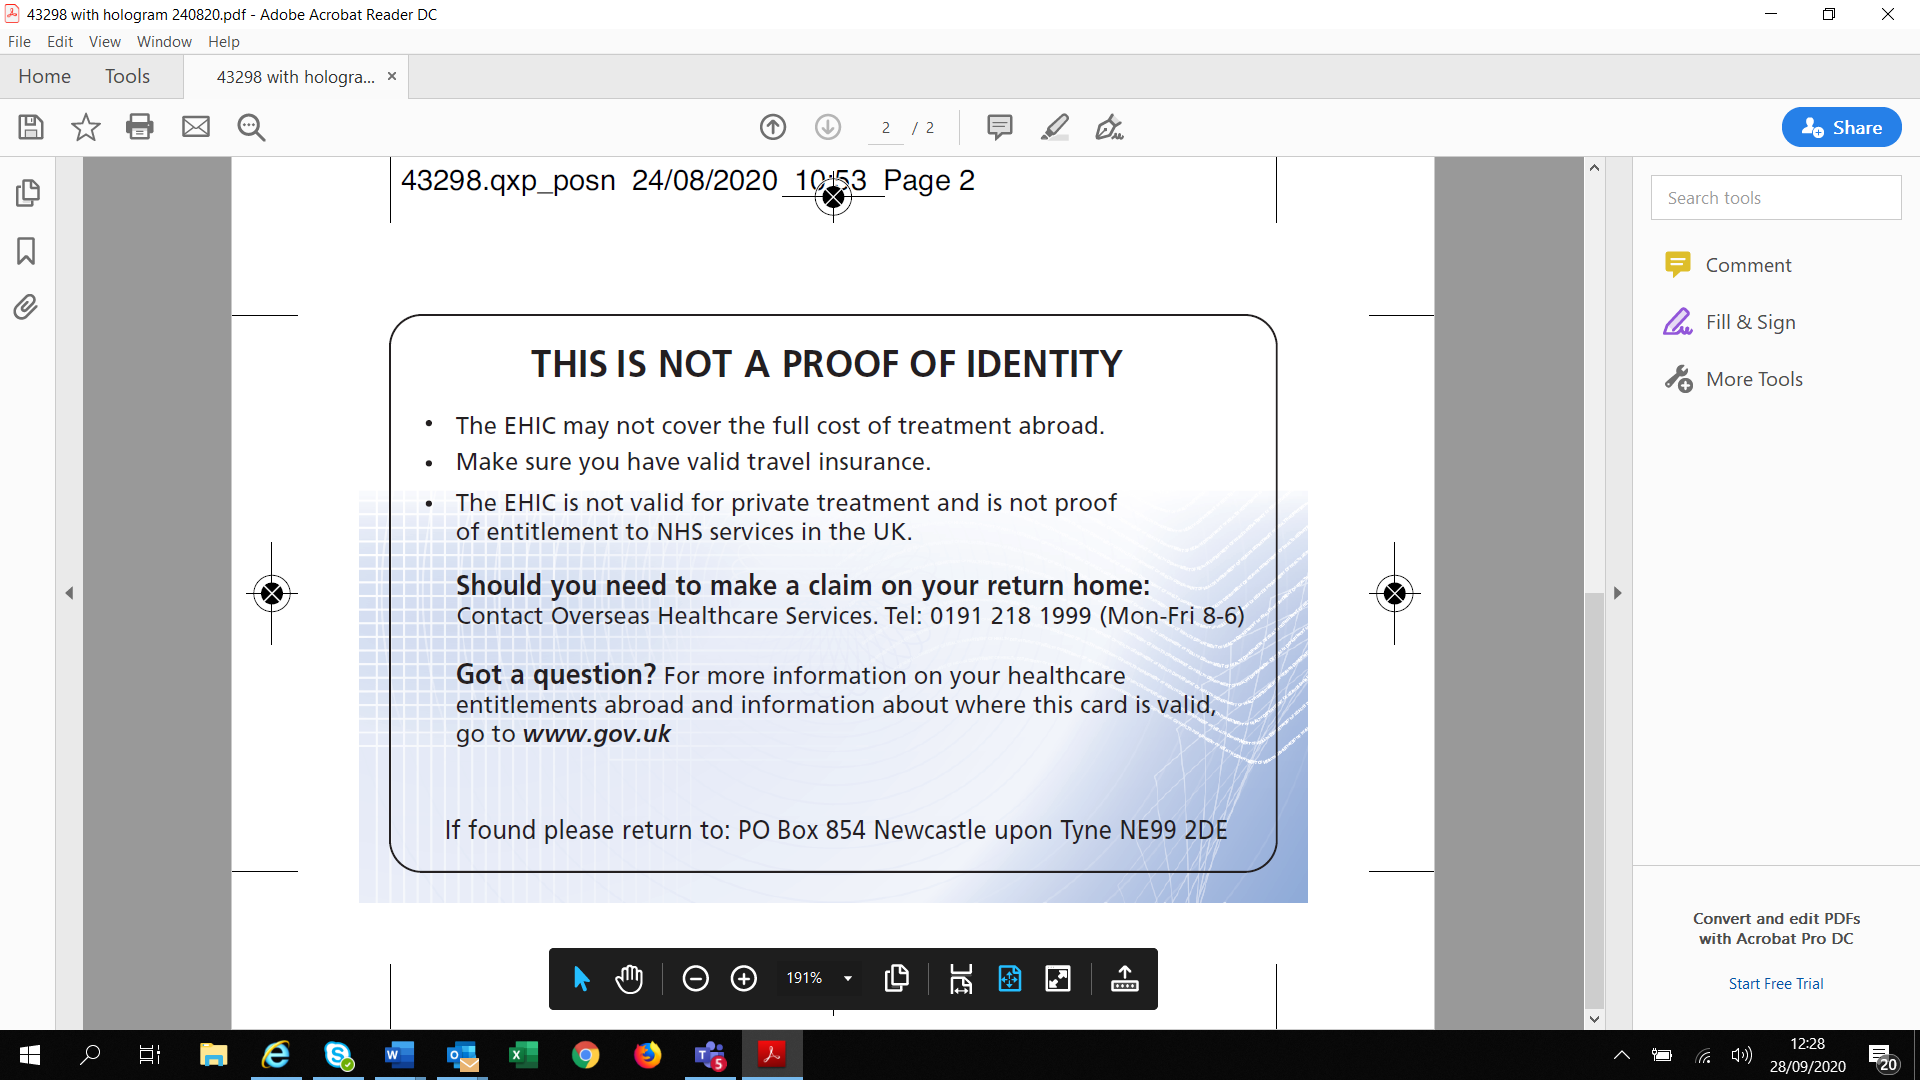 43298 with hologram 240820.pdf - Adobe Acrobat Reader DC
File Edit View Window Help
Home Tools 43298 with hologra... ×
2 / 2
Share
43298.qxp_posn 24/08/2020 10:53 Page 2
Search tools
Comment
Fill & Sign
More Tools
THIS IS NOT A PROOF OF IDENTITY
• The EHIC may not cover the full cost of treatment abroad.
• Make sure you have valid travel insurance.
• The EHIC is not valid for private treatment and is not proof
of entitlement to NHS services in the UK.
Should you need to make a claim on your return home:
Contact Overseas Healthcare Services. Tel: 0191 218 1999 (Mon-Fri 8-6)
Got a question? For more information on your healthcare
entitlements abroad and information about where this card is valid,
go to www.gov.uk
If found please return to: PO Box 854 Newcastle upon Tyne NE99 2DE
Convert and edit PDFs
with Acrobat Pro DC
Start Free Trial
191%
5
12:28
28/09/2020
20